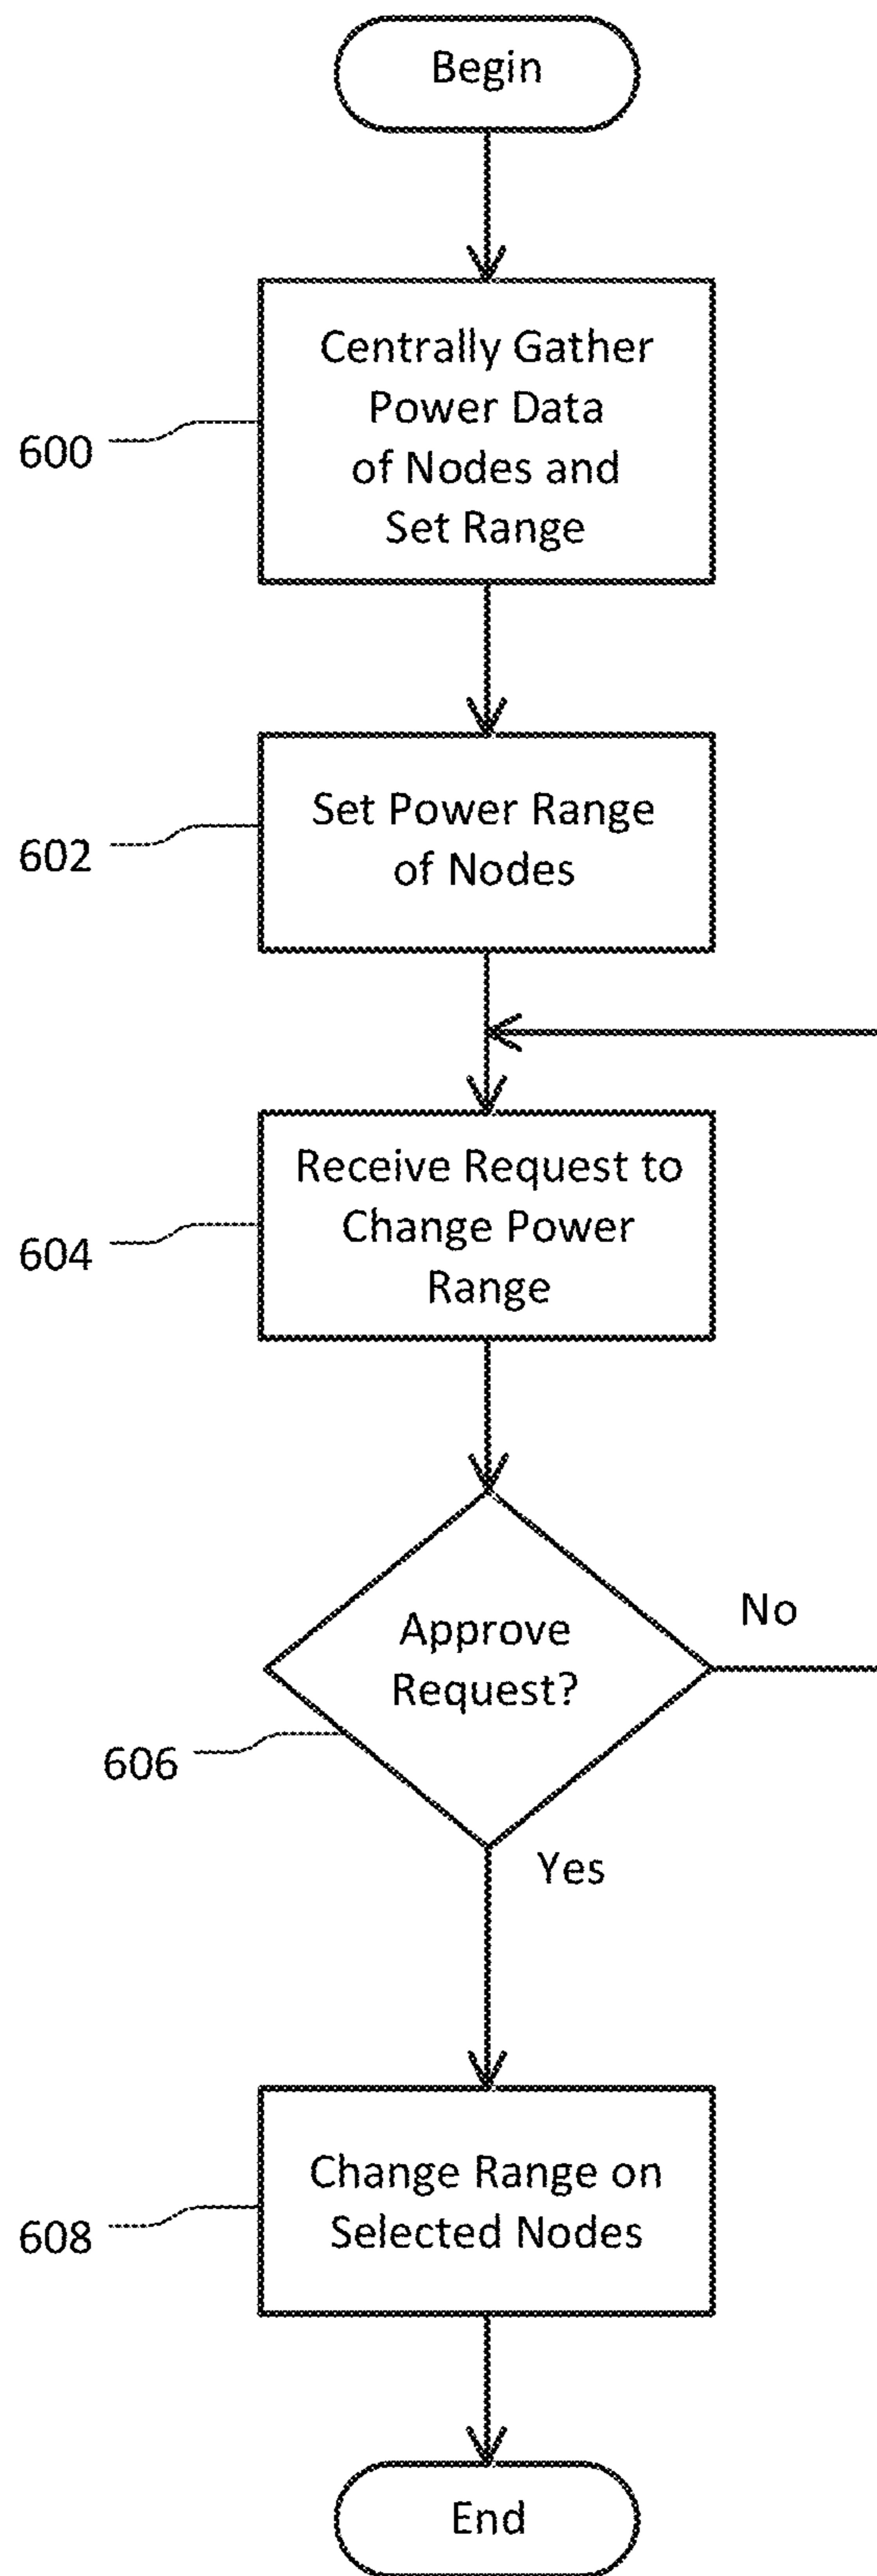 Begin
Centrally Gather
Power Data
of Nodes and
Set Range
600
Set Power Range
of Nodes
602
Receive Request to
Change Power
Range
604
Approve
Request?
No
606
Yes
Change Range on
Selected Nodes
608
End